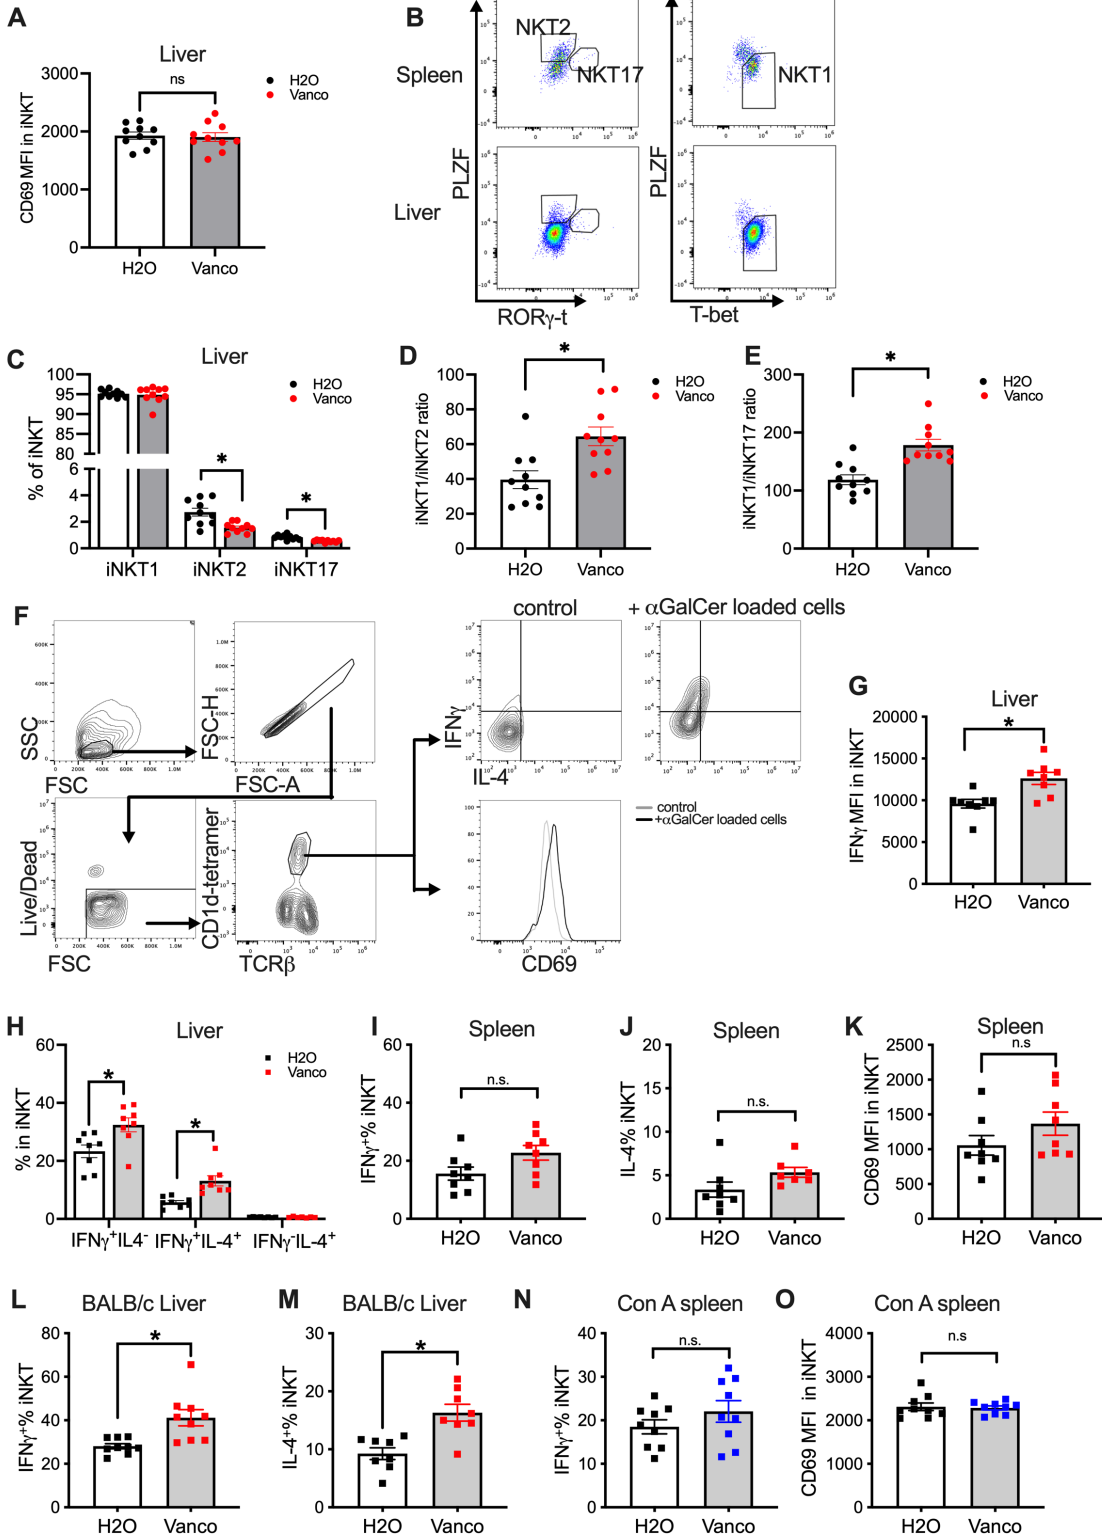 A
Liver
CD69 MFI in iNKT
3000
2000
1000
0
ns
H2O
Vanco
H2O
Vanco
B
Spleen
Liver
PLZF
PLZF
NKT2
NKT17
NKT1
RORγ-t
T-bet
C
Liver
% of iNKT
100
95
90
85
80
6
4
2
0
*
*
H2O
Vanco
iNKT1
iNKT2
iNKT17
D
iNKT1/iNKT2 ratio
100
80
60
40
20
0
*
H2O
Vanco
H2O
Vanco
E
iNKT1/iNKT17 ratio
300
200
100
0
*
H2O
Vanco
H2O
Vanco
F
SSC
FSC
FSC-H
FSC-A
Live/Dead
FSC
CD1d-tetramer
TCRβ
control
+ αGalCer loaded cells
IFNγ
IL-4
control
+αGalCer loaded cells
100
80
60
40
20
0
CD69
G
Liver
IFNγ MFI in iNKT
20000
15000
10000
5000
0
*
H2O
Vanco
H
Liver
% in iNKT
60
40
20
0
*
*
H2O
Vanco
IFNγ⁺IL4⁻
IFNγ⁺IL-4⁺
IFNγ⁻IL-4⁺
I
Spleen
IFNγ⁺% iNKT
60
40
20
0
n.s.
H2O
Vanco
J
Spleen
IL-4% iNKT
20
15
10
5
0
n.s.
H2O
Vanco
K
Spleen
CD69 MFI in iNKT
2500
2000
1500
1000
500
0
n.s
H2O
Vanco
L
BALB/c Liver
IFNγ⁺% iNKT
80
60
40
20
0
*
H2O
Vanco
M
BALB/c Liver
IL-4⁺% iNKT
30
20
10
0
*
H2O
Vanco
N
Con A spleen
IFNγ⁺% iNKT
40
30
20
10
0
n.s.
H2O
Vanco
O
Con A spleen
CD69 MFI in iNKT
4000
3000
2000
1000
0
n.s
H2O
Vanco